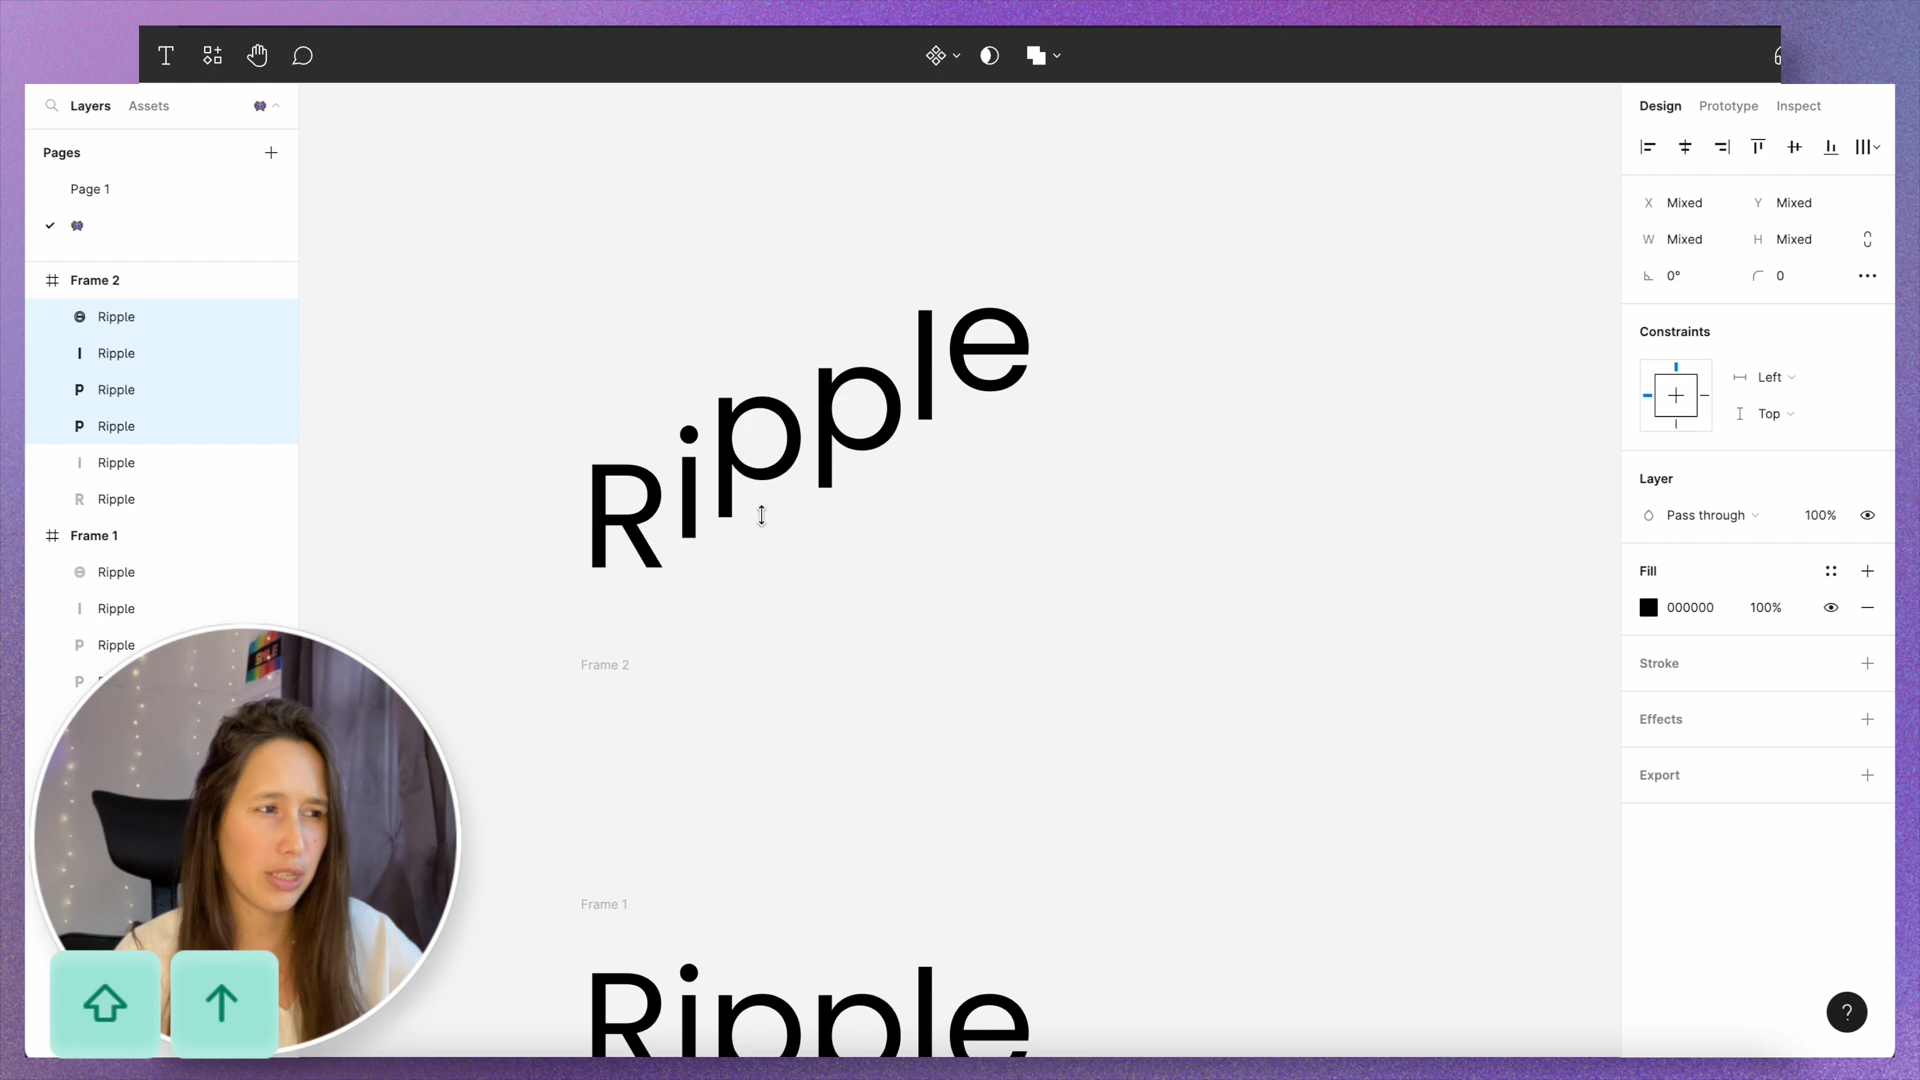 Layers Assets
Pages
Page 1
Frame 2
Ripple
Ripple
Ripple
Ripple
Ripple
R Ripple
Frame 1
Ripple
Ripple
P Ripple
P
Ripple
Frame 2
Frame 1
Ripple
Design Prototype Inspect
X Mixed Y Mixed
W Mixed H Mixed
0° 0
Constraints
Left
Top
Layer
Pass through 100%
Fill
000000 100%
Stroke
Effects
Export
?